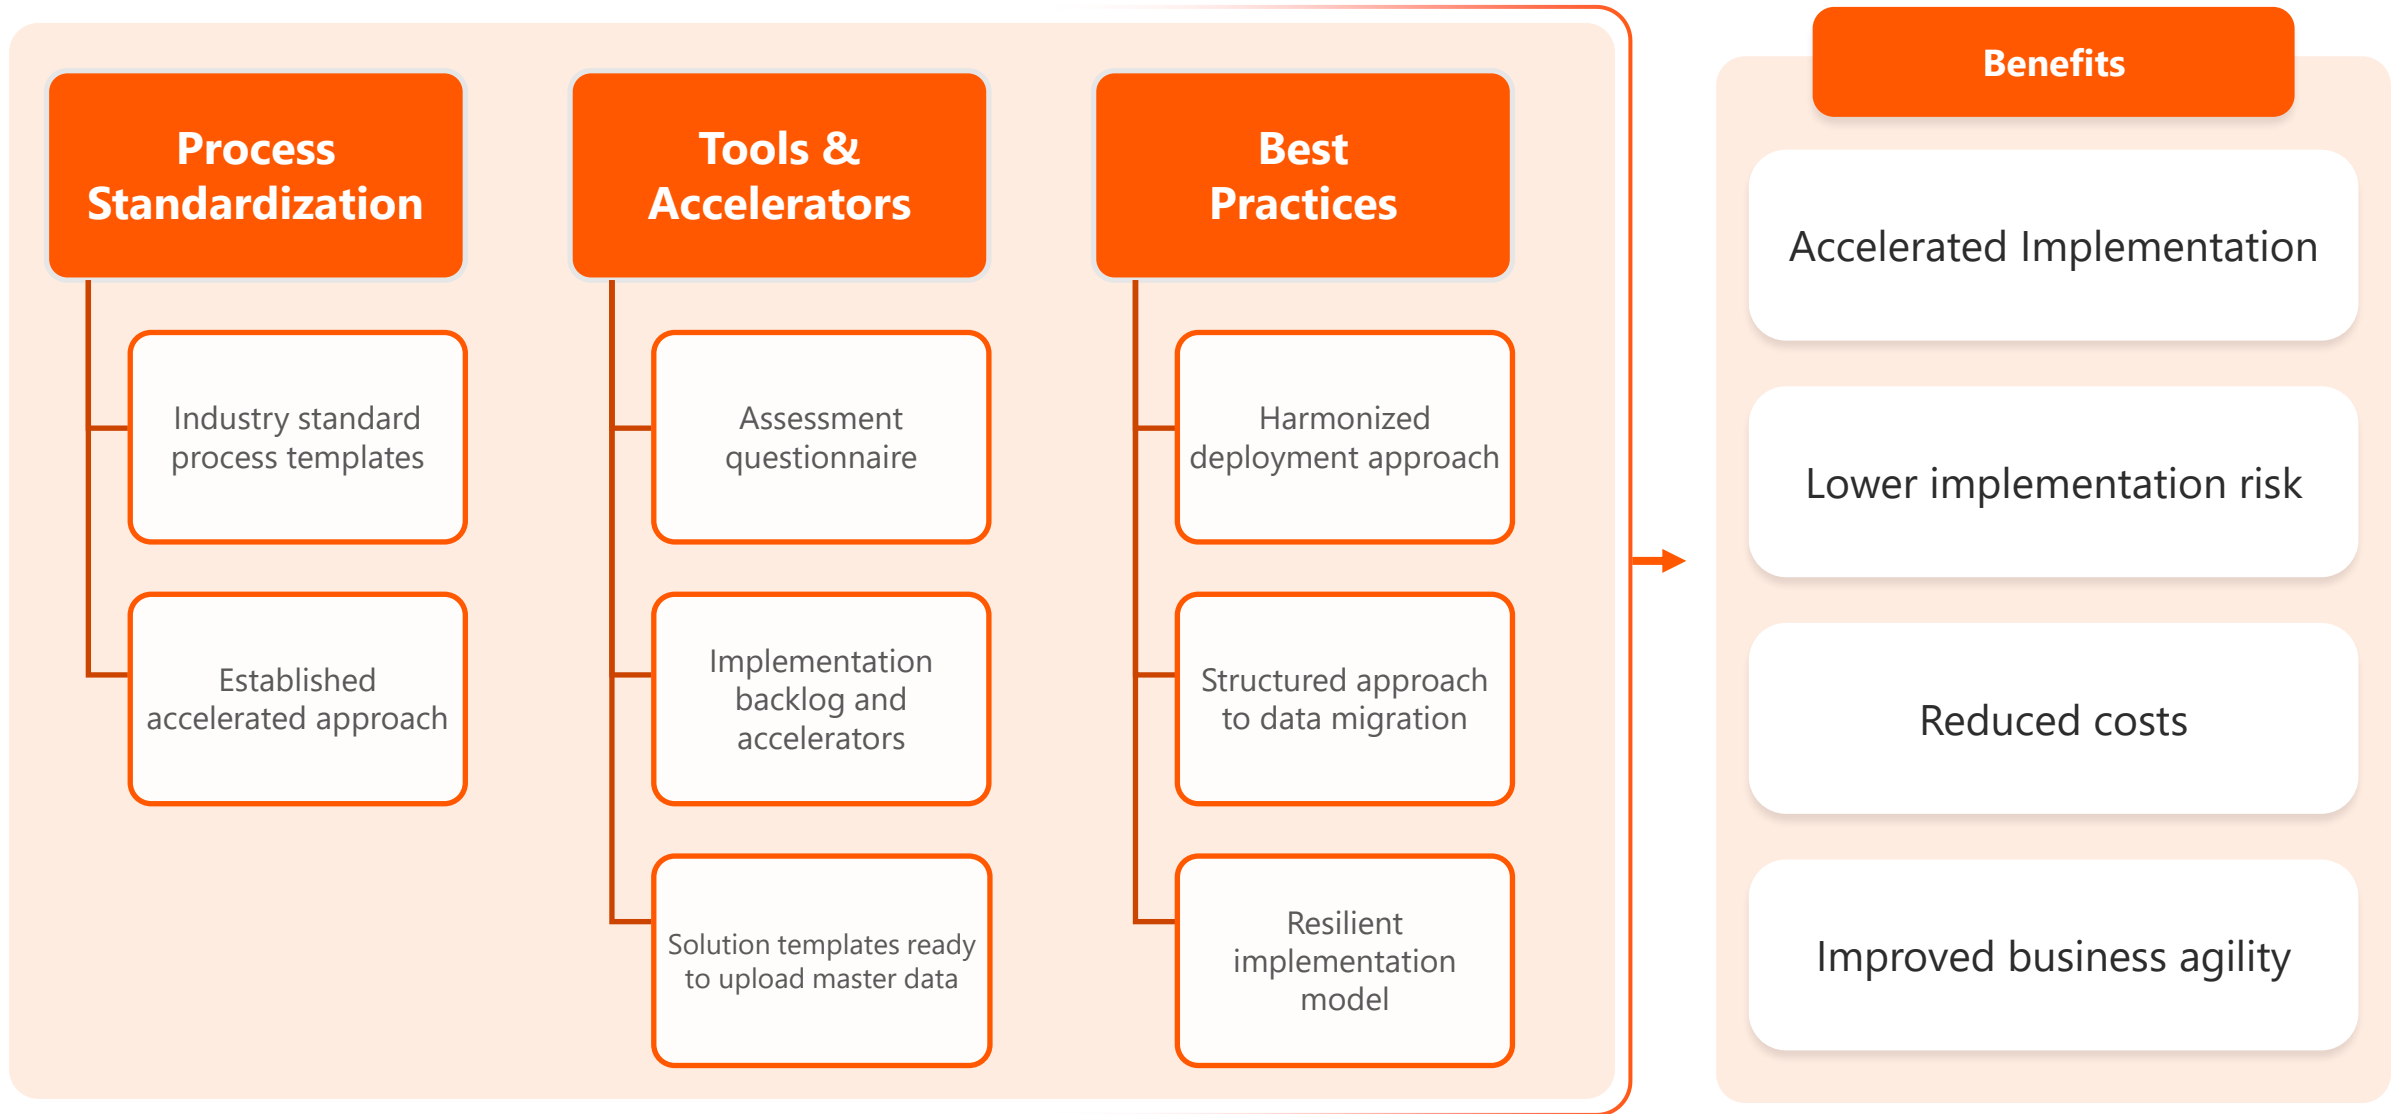 Process
Standardization
Industry standard
process templates
Established
accelerated approach
Tools &
Accelerators
Assessment
questionnaire
Implementation
backlog and
accelerators
Solution templates ready
to upload master data
Best
Practices
Harmonized
deployment approach
Structured approach
to data migration
Resilient
implementation
model
Benefits
Accelerated Implementation
Lower implementation risk
Reduced costs
Improved business agility